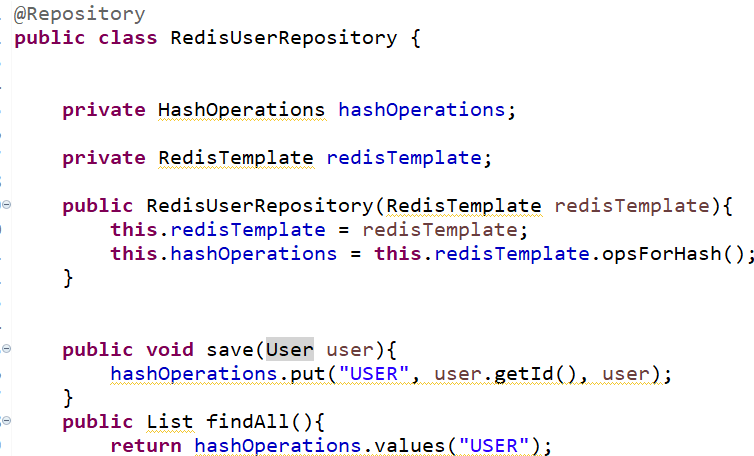 @Repository
public class RedisUserRepository {
private HashOperations hashOperations;
private RedisTemplate redisTemplate;
public RedisUserRepository(RedisTemplate redisTemplate){
this.redisTemplate = redisTemplate;
this.hashOperations = this.redisTemplate.opsForHash();
}
public void save(User user){
hashOperations.put("USER", user.getId(), user);
}
public List findAll(){
return hashOperations.values("USER");